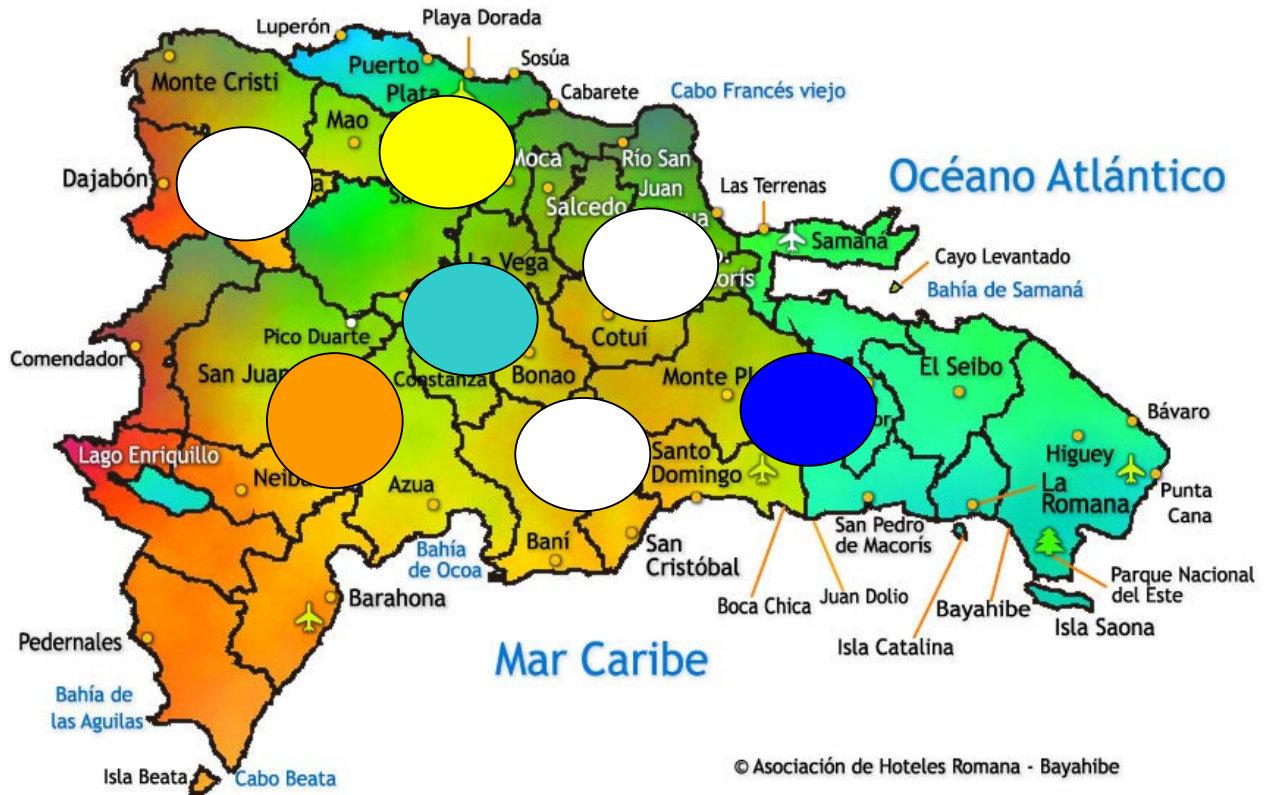 Luperón
Playa Dorada
Puerto
Plata
Sosúa
Monte Cristi
Cabarete
Cabo Francés viejo
Mao
Moca
Río San
Juan
Océano Atlántico
Dajabón
Las Terrenas
Salcedo
Samaná
La Vega
Cayo Levantado
Bahía de Samaná
Pico Duarte
Cotuí
Comendador
San Juan
Constanza
Bonao
Monte
El Seibo
Bávaro
Lago Enriquillo
Santo
Domingo
Higuey
Azua
La
Romana
Punta
Cana
San Pedro
de Macorís
Bahía
de Ocoa
Baní
San
Cristóbal
Parque Nacional
del Este
Barahona
Boca Chica
Juan Dolio
Bayahibe
Isla Saona
Pedernales
Isla Catalina
Mar Caribe
Bahía de
las Aguilas
Isla Beata
Cabo Beata
© Asociación de Hoteles Romana - Bayahibe